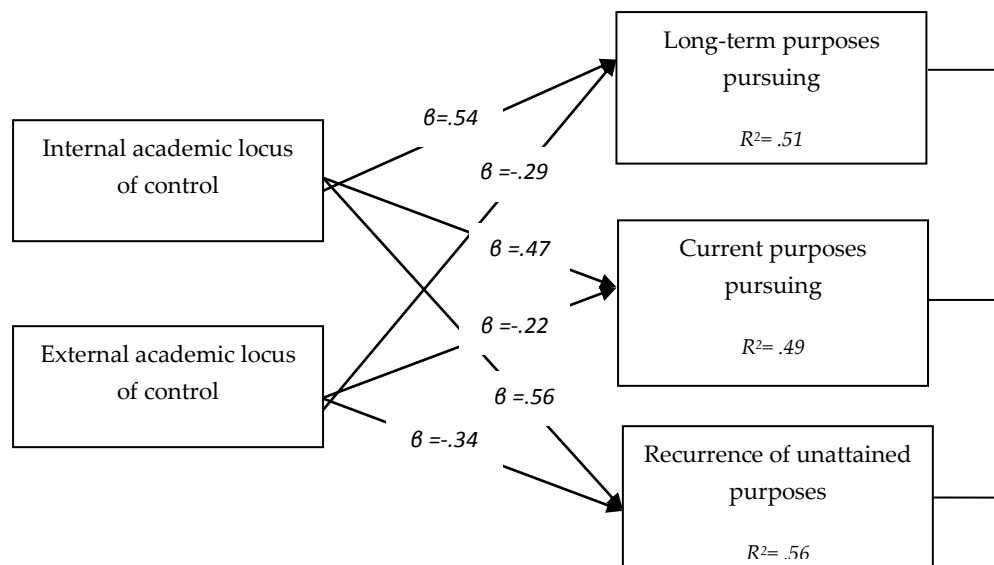 Long-term purposes
pursuing
R²= .51
β=.54
Internal academic locus
of control
β=-.29
β=.47
Current purposes
pursuing
R²= .49
β=-.22
External academic locus
of control
β=.56
β=-.34
Recurrence of unattained
purposes
R²= .56